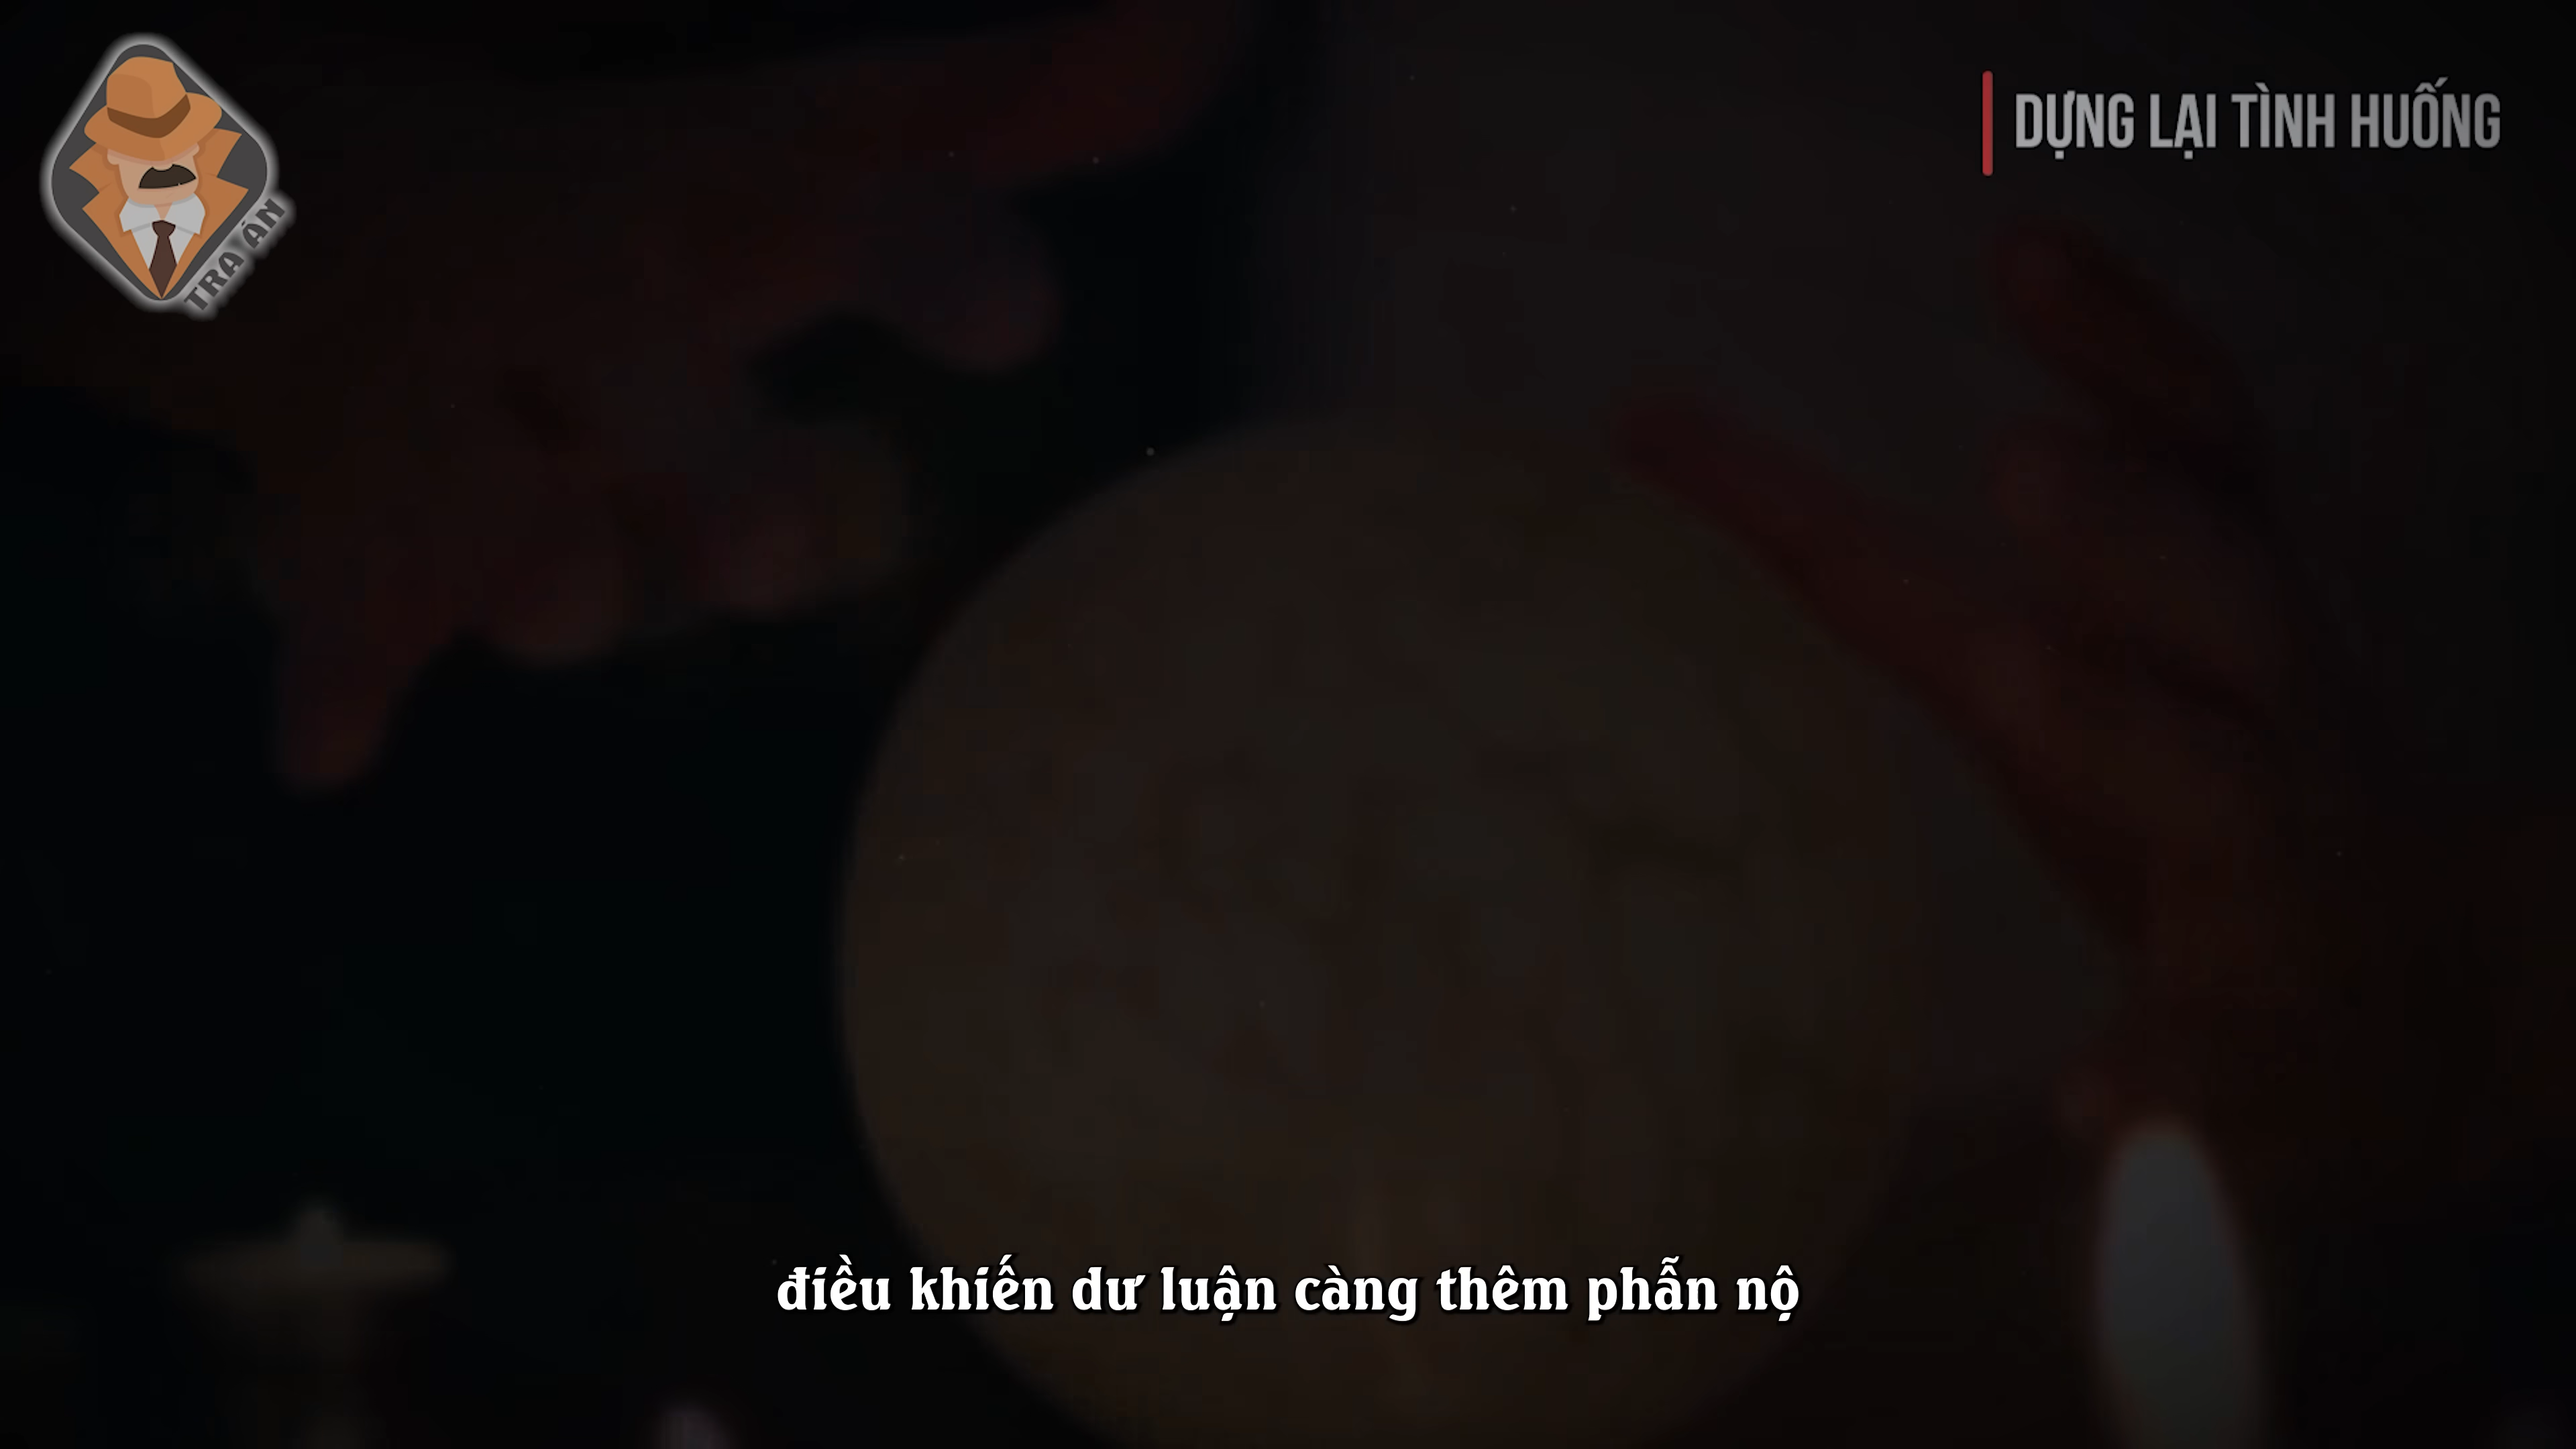 TRA ÁN
DỰNG LẠI TÌNH HUỐNG
điều khiến dư luận càng thêm phẫn nộ